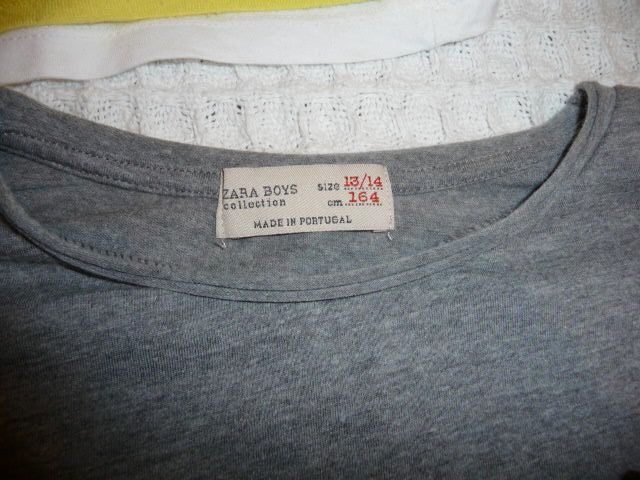 ZARA BOYS size 13/14
collection cm 164
MADE IN PORTUGAL